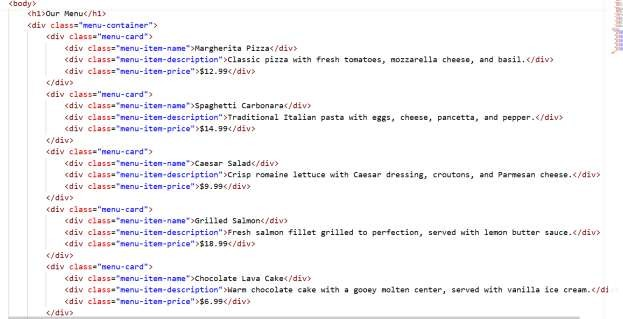 <body>
<h1>Our Menu</h1>
<div class="menu-container">
<div class="menu-card">
<div class="menu-item-name">Margherita Pizza</div>
<div class="menu-item-description">Classic pizza with fresh tomatoes, mozzarella cheese, and basil.</div>
<div class="menu-item-price">$12.99</div>
</div>
<div class="menu-card">
<div class="menu-item-name">Spaghetti Carbonara</div>
<div class="menu-item-description">Traditional Italian pasta with eggs, cheese, pancetta, and pepper.</div>
<div class="menu-item-price">$14.99</div>
</div>
<div class="menu-card">
<div class="menu-item-name">Caesar Salad</div>
<div class="menu-item-description">Crisp romaine lettuce with Caesar dressing, croutons, and Parmesan cheese.</div>
<div class="menu-item-price">$9.99</div>
</div>
<div class="menu-card">
<div class="menu-item-name">Grilled Salmon</div>
<div class="menu-item-description">Fresh salmon fillet grilled to perfection, served with lemon butter sauce.</div>
<div class="menu-item-price">$18.99</div>
</div>
<div class="menu-card">
<div class="menu-item-name">Chocolate Lava Cake</div>
<div class="menu-item-description">Warm chocolate cake with a gooey molten center, served with vanilla ice cream.</di
<div class="menu-item-price">$6.99</div>
</div>